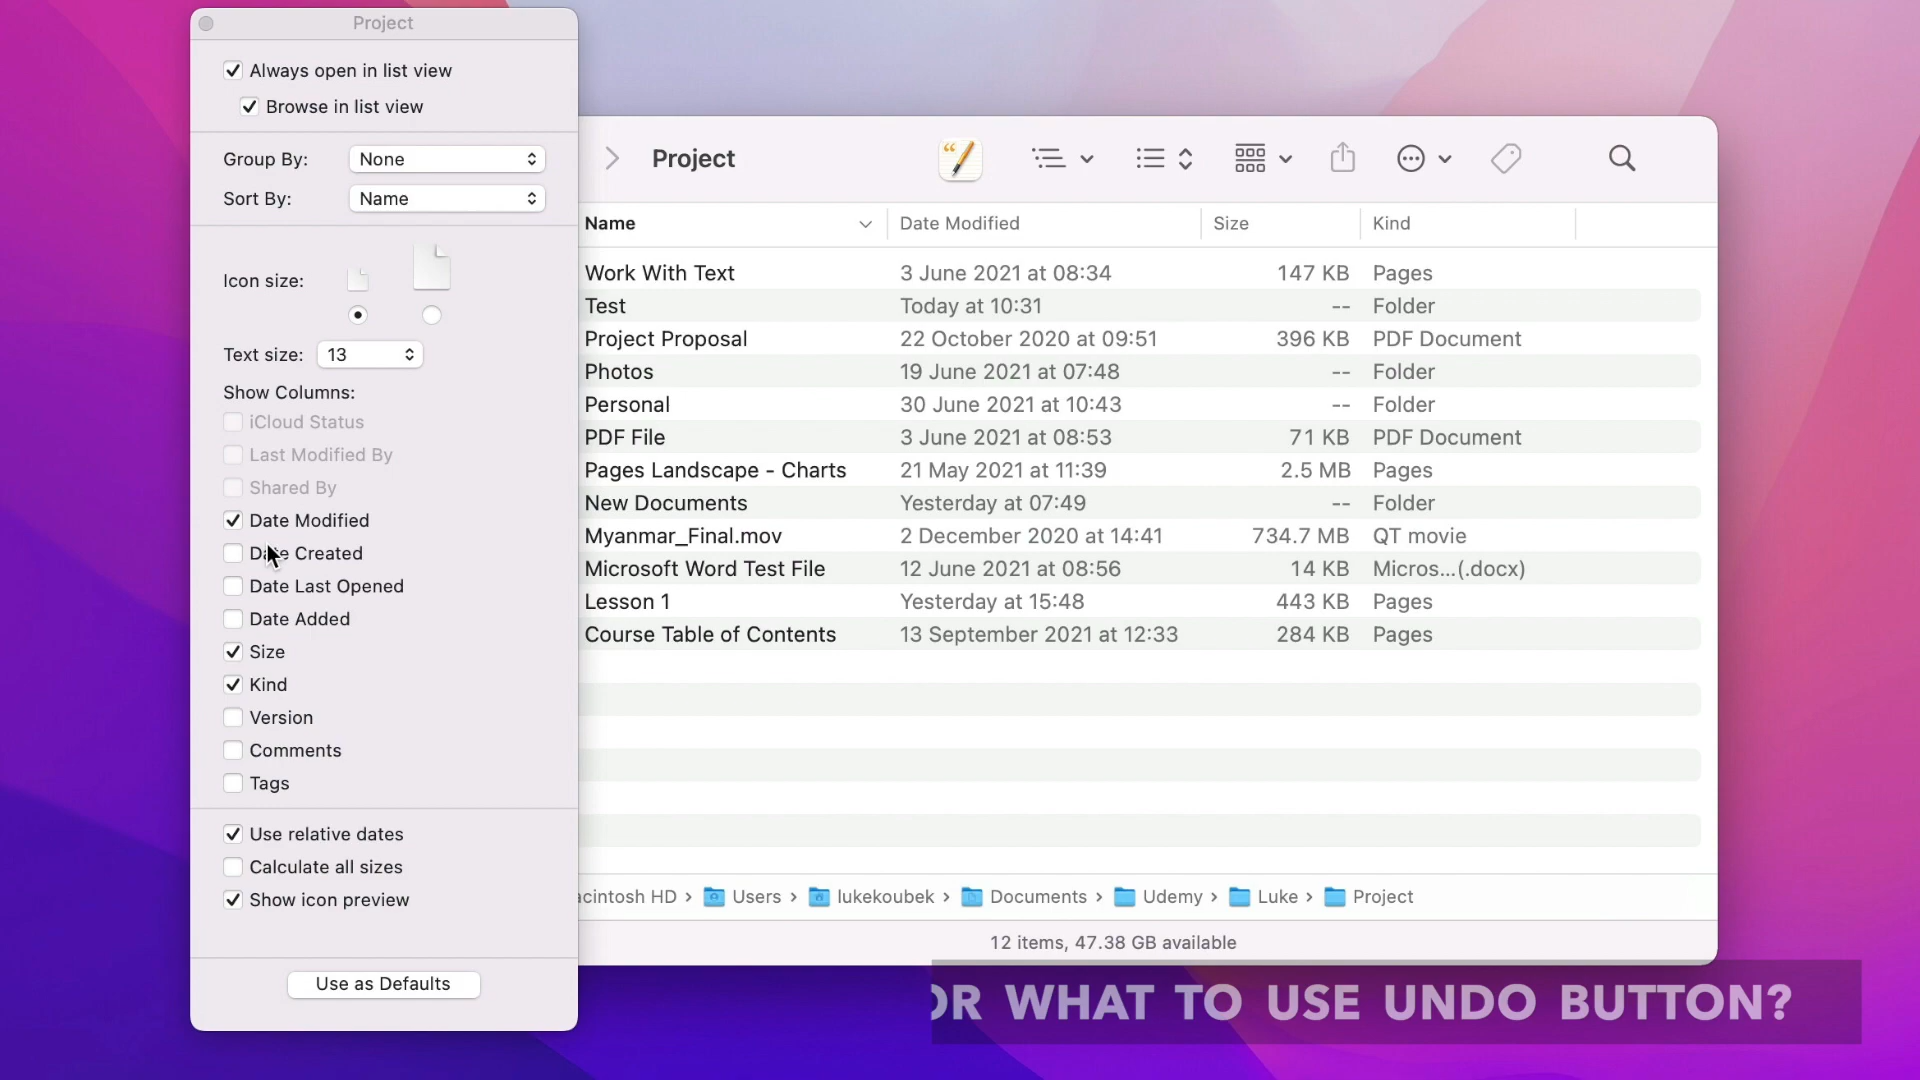 Project
Always open in list view
Browse in list view
Group By: None
Sort By: Name
Icon size:
Text size: 13
Show Columns:
iCloud Status
Last Modified By
Shared By
Date Modified
Date Created
Date Last Opened
Date Added
Size
Kind
Version
Comments
Tags
Use relative dates
Calculate all sizes
Show icon preview
Use as Defaults
Project
Name Date Modified Size Kind
Work With Text 3 June 2021 at 08:34 147 KB Pages
Test Today at 10:31 -- Folder
Project Proposal 22 October 2020 at 09:51 396 KB PDF Document
Photos 19 June 2021 at 07:48 -- Folder
Personal 30 June 2021 at 10:43 -- Folder
PDF File 3 June 2021 at 08:53 71 KB PDF Document
Pages Landscape - Charts 21 May 2021 at 11:39 2.5 MB Pages
New Documents Yesterday at 07:49 -- Folder
Myanmar_Final.mov 2 December 2020 at 14:41 734.7 MB QT movie
Microsoft Word Test File 12 June 2021 at 08:56 14 KB Micros...(.docx)
Lesson 1 Yesterday at 15:48 443 KB Pages
Course Table of Contents 13 September 2021 at 12:33 284 KB Pages
acintosh HD › Users › lukekoubek › Documents › Udemy › Luke › Project
12 items, 47.38 GB available
OR WHAT TO USE UNDO BUTTON?